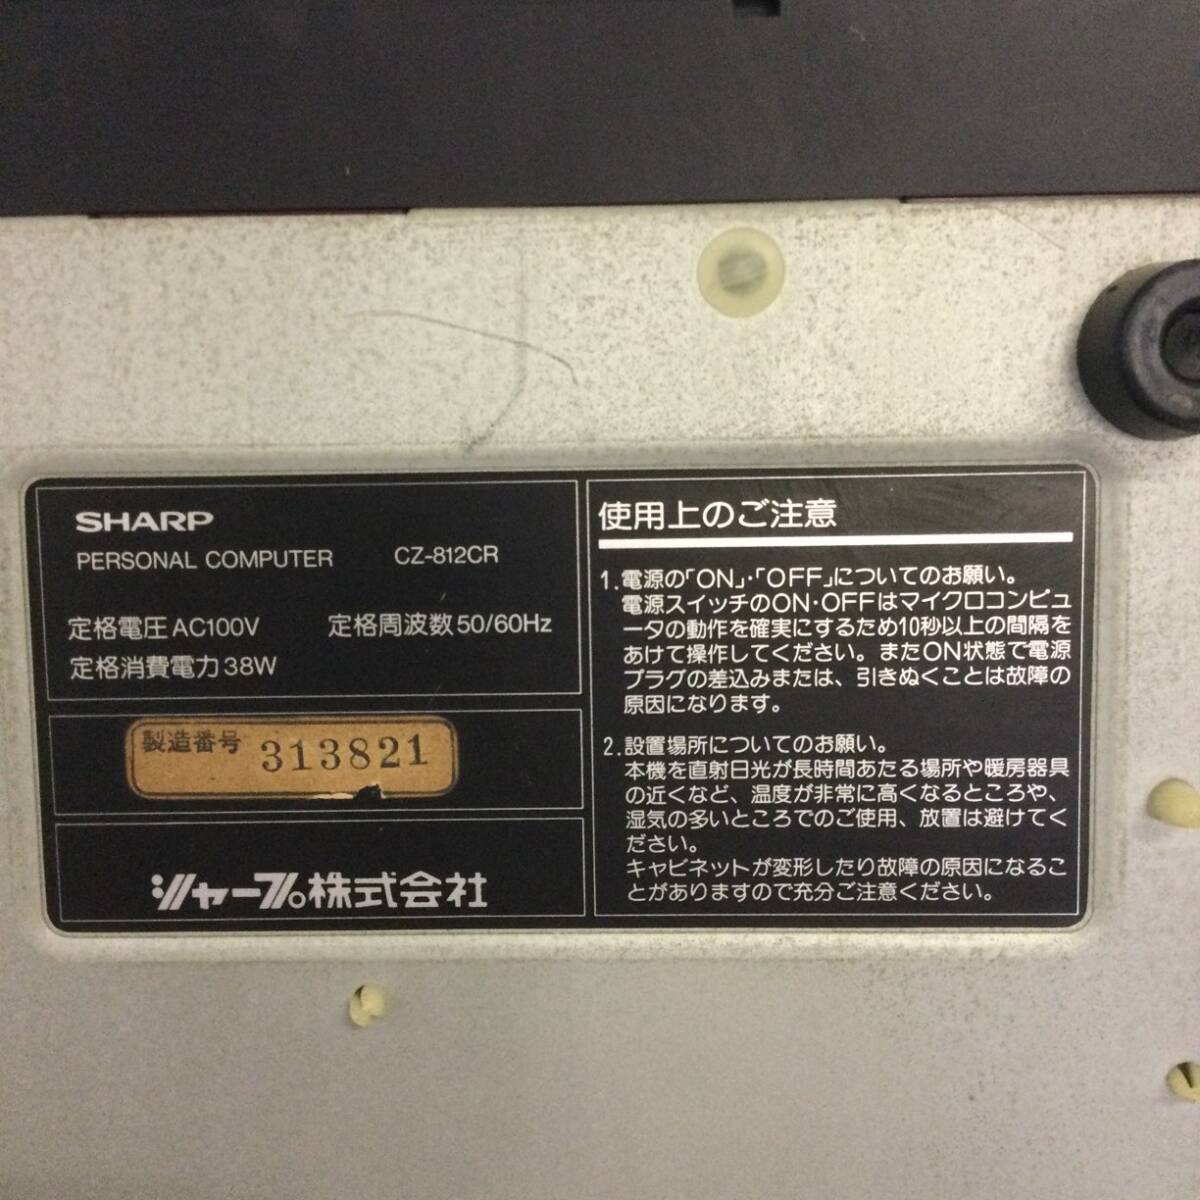 SHARP
PERSONAL COMPUTER CZ-812CR
定格電圧 AC100V 定格周波数 50/60Hz
定格消費電力 38W
製造番号 313821
シャープ株式会社
使用上のご注意
1.電源の「ON」・「OFF」についてのお願い。
電源スイッチのON・OFFはマイクロコンピュ
ータの動作を確実にするため10秒以上の間隔を
あけて操作してください。またON状態で電源
プラグの差込みまたは、引きぬくことは故障の
原因になります。
2.設置場所についてのお願い。
本機を直射日光が長時間あたる場所や暖房器具
の近くなど、温度が非常に高くなるところや、
湿気の多いところでのご使用、放置は避けてく
ださい。
キャビネットが変形したり故障の原因になるこ
とがありますので充分ご注意ください。